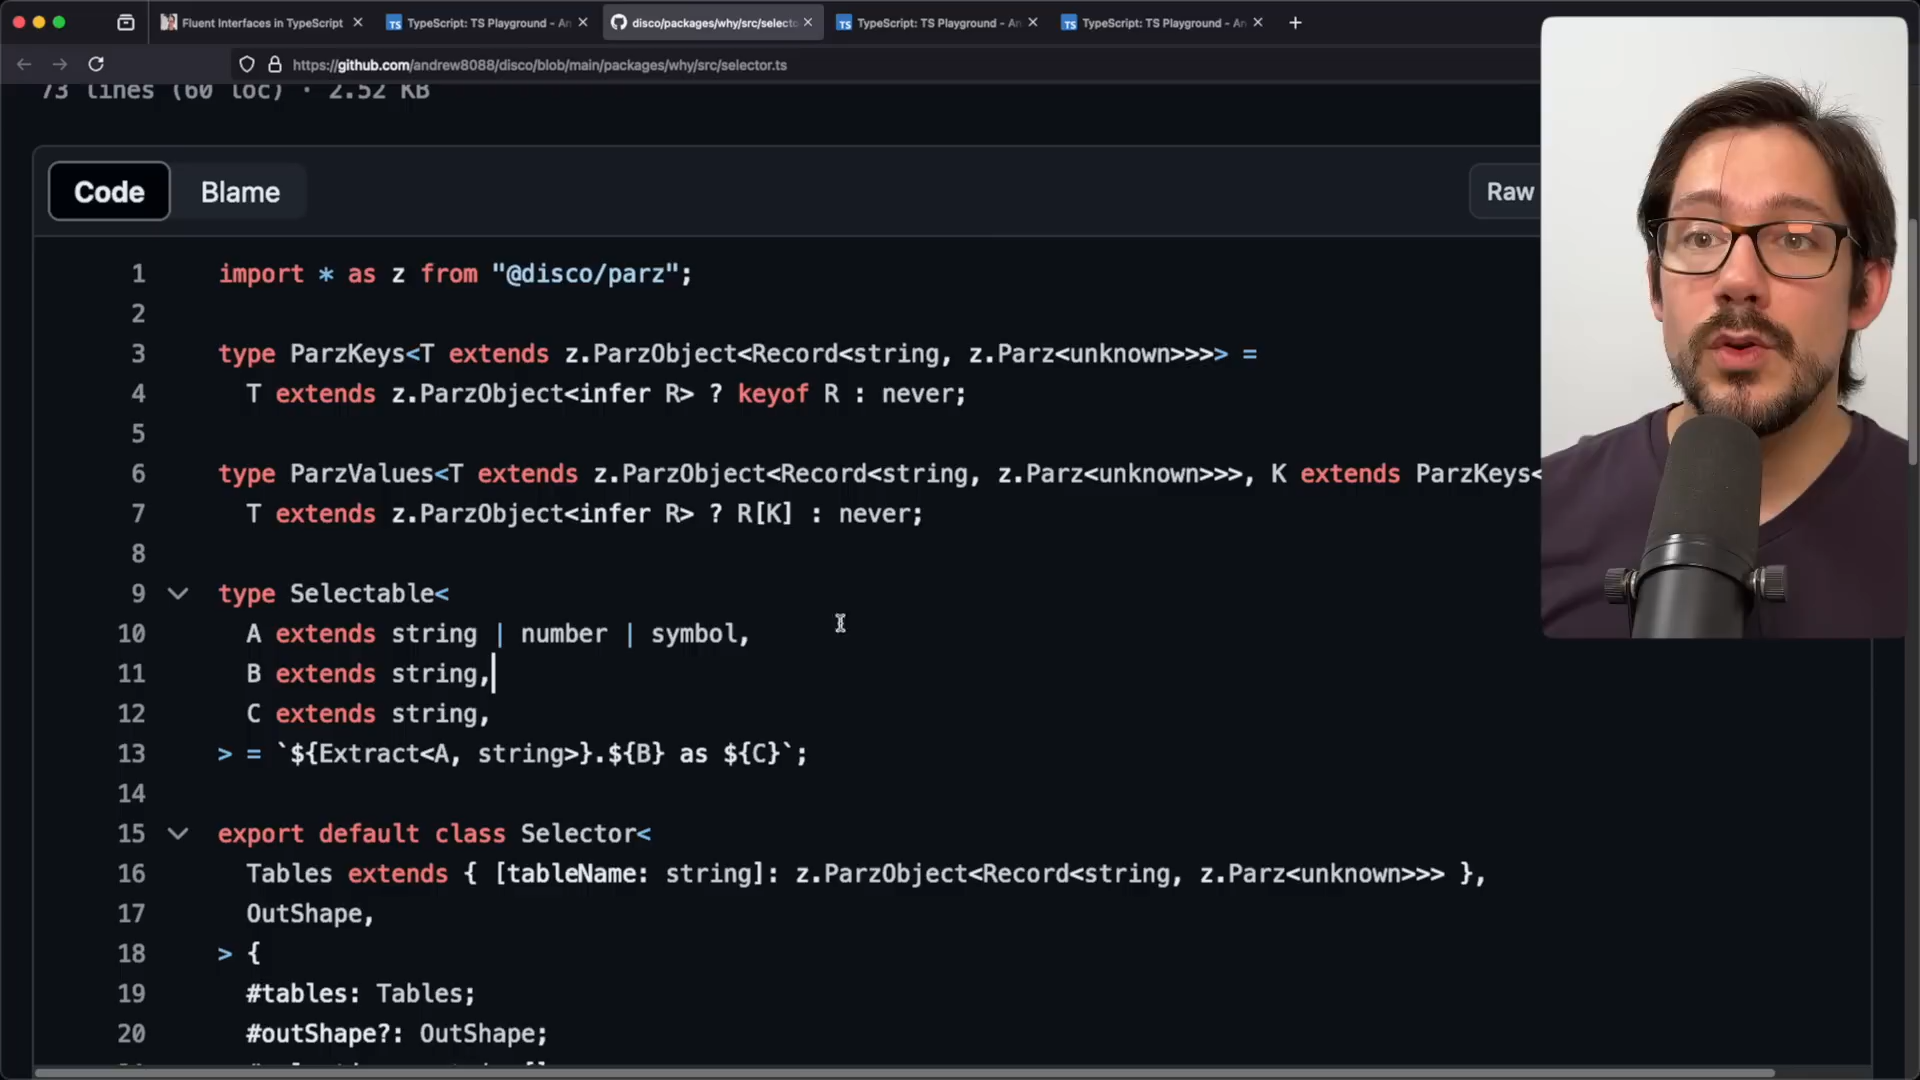 Fluent Interfaces in TypeScript
TypeScript: TS Playground - An
disco/packages/why/src/selecto
TypeScript: TS Playground - An
TypeScript: TS Playground - An
https://github.com/andrew8088/disco/blob/main/packages/why/src/selector.ts
73 lines (60 loc) · 2.52 KB
Code
Blame
Raw
1 import * as z from "@disco/parz";
2
3 type ParzKeys<T extends z.ParzObject<Record<string, z.Parz<unknown>>>> =
4 T extends z.ParzObject<infer R> ? keyof R : never;
5
6 type ParzValues<T extends z.ParzObject<Record<string, z.Parz<unknown>>>, K extends ParzKeys<
7 T extends z.ParzObject<infer R> ? R[K] : never;
8
9 type Selectable<
10 A extends string | number | symbol,
11 B extends string,
12 C extends string,
13 > = `${Extract<A, string>}.${B} as ${C}`;
14
15 export default class Selector<
16 Tables extends { [tableName: string]: z.ParzObject<Record<string, z.Parz<unknown>>> },
17 OutShape,
18 > {
19 #tables: Tables;
20 #outShape?: OutShape;